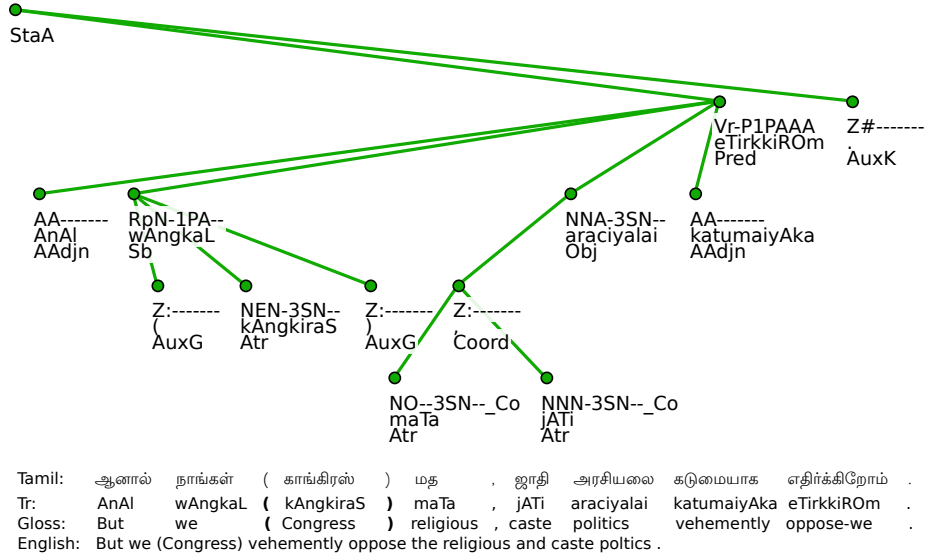 StaA
Vr-P1PAAA Z#-------
eTirkkiROm .
Pred AuxK
AA------- RpN-1PA-- NNA-3SN-- AA-------
AnAl wAngkaL araciyalai katumaiyAka
AAdjn Sb Obj AAdjn
Z:------- NEN-3SN-- Z:------- Z:-------
( kAngkiraS ) ,
AuxG Atr AuxG Coord
NO--3SN--_Co NNN-3SN--_Co
maTa jATi
Atr Atr
Tamil: ஆனால் நாங்கள் ( காங்கிரஸ் ) மத , ஜாதி அரசியலை கடுமையாக எதிர்க்கிறோம் .
Tr: AnAl wAngkaL ( kAngkiraS ) maTa , jATi araciyalai katumaiyAka eTirkkiROm .
Gloss: But we ( Congress ) religious , caste politics vehemently oppose-we .
English: But we (Congress) vehemently oppose the religious and caste poltics .